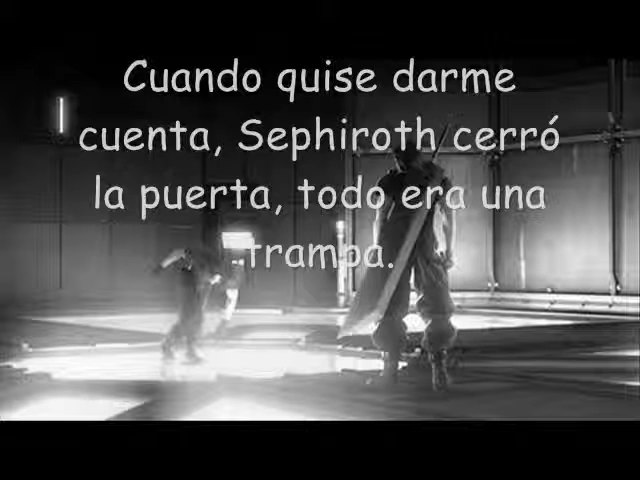 Cuando quise darme
cuenta, Sephiroth cerró
la puerta, todo era una
trampa.